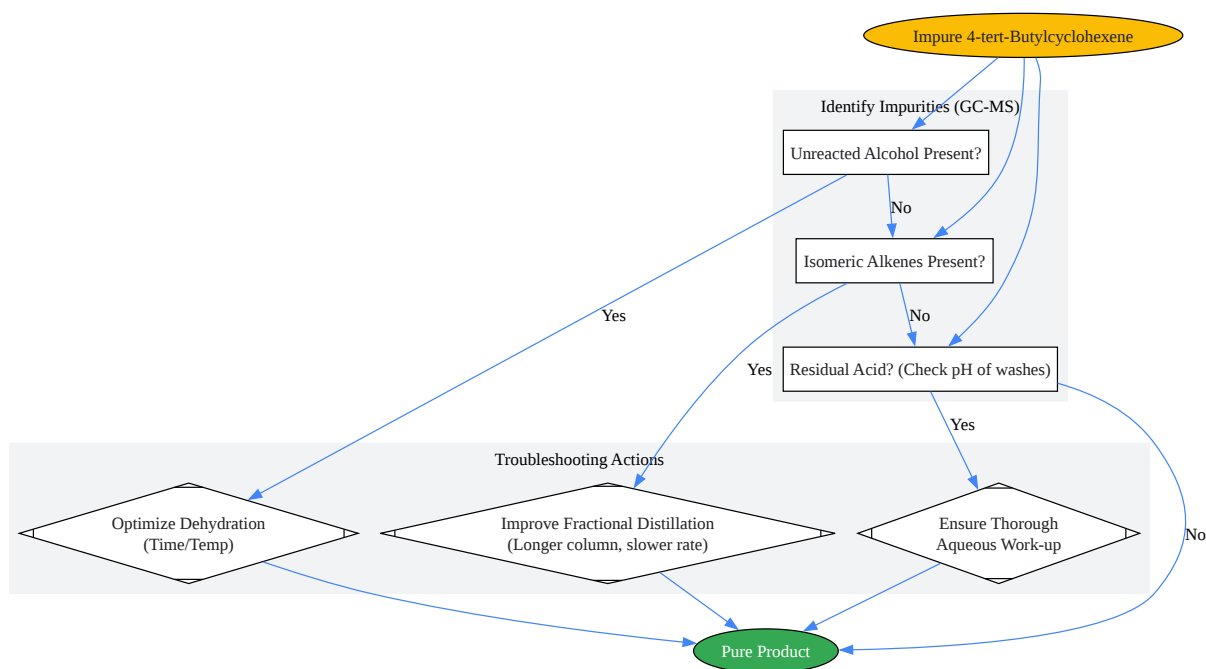 Impure 4-tert-Butylcyclohexene
Identify Impurities (GC-MS)
Unreacted Alcohol Present?
No
Isomeric Alkenes Present?
Yes
No
Yes
Residual Acid? (Check pH of washes)
Yes
Troubleshooting Actions
Optimize Dehydration
(Time/Temp)
Improve Fractional Distillation
(Longer column, slower rate)
Ensure Thorough
Aqueous Work-up
No
Pure Product